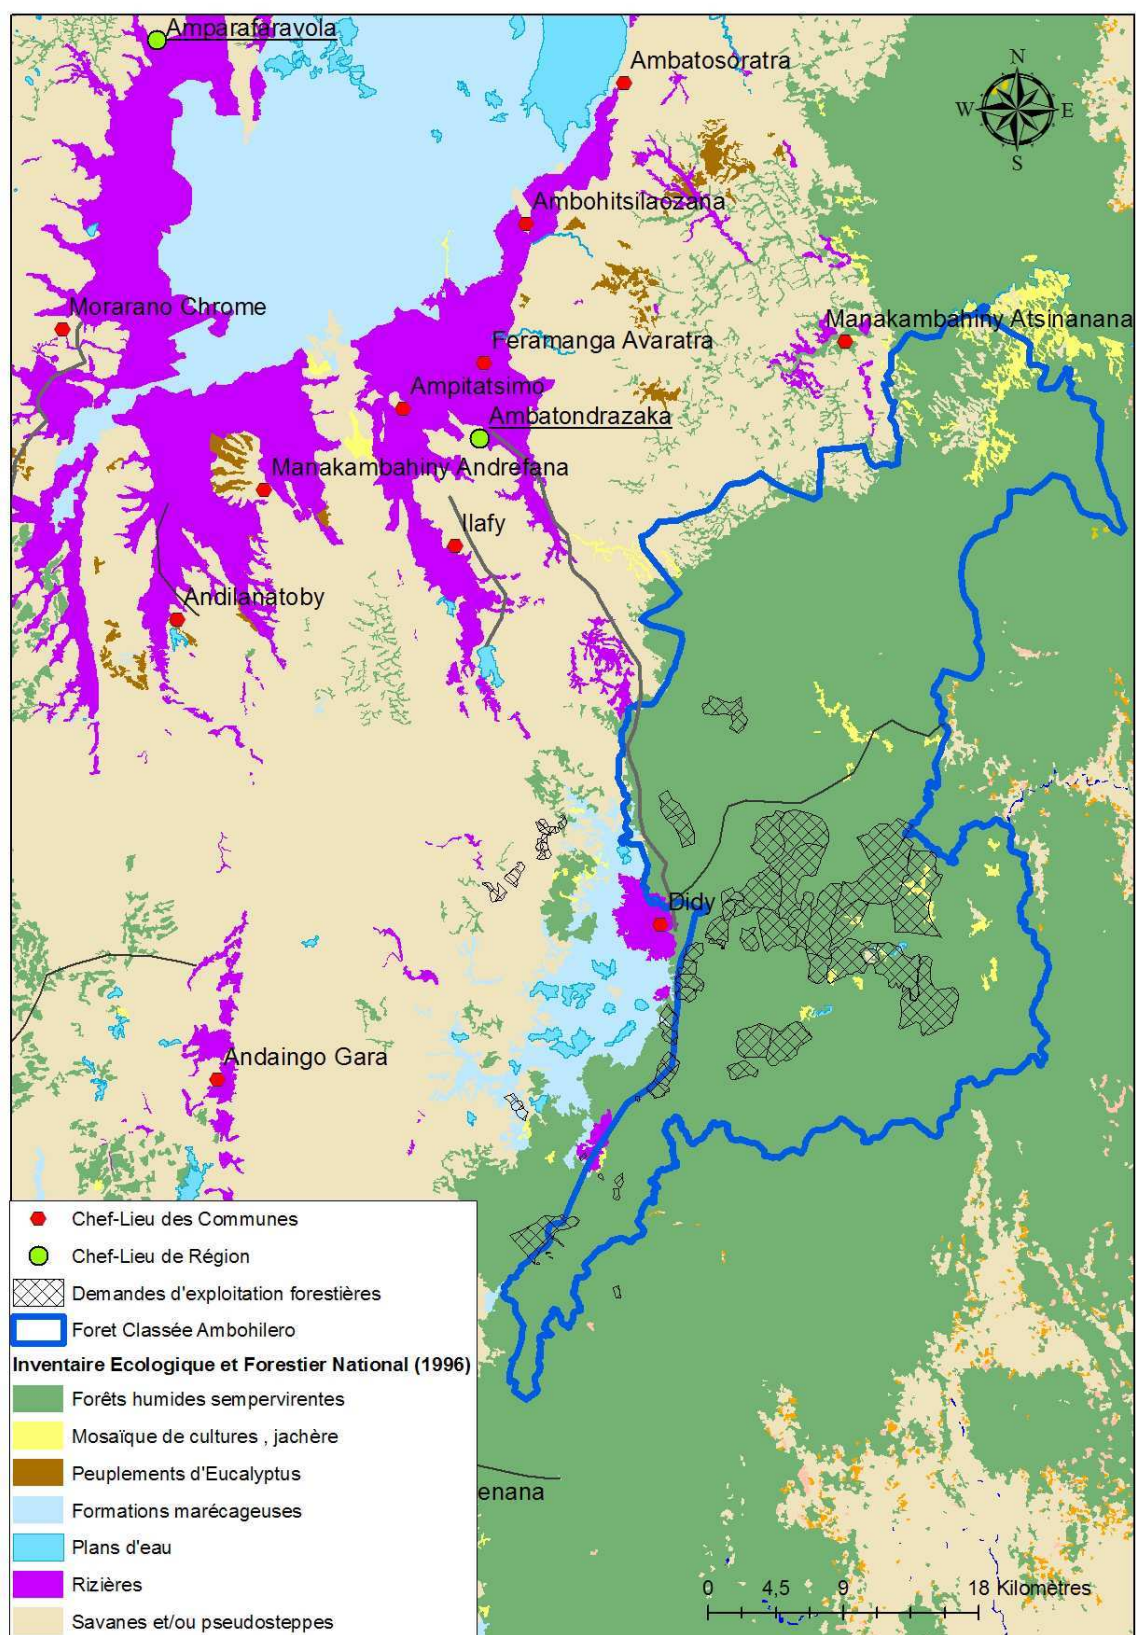 Amparafaravola
Ambatosoratra
N
W
E
S
Ambohitsilaozana
Morarano Chrome
Manakambahiny Atsinanana
Feramanga Avaratra
Ampitatsimo
Ambatondrazaka
Manakambahiny Andrefana
Ilafy
Andilanatoby
Didy
Andaingo Gara
Chef-Lieu des Communes
Chef-Lieu de Région
Demandes d'exploitation forestières
Foret Classée Ambohilero
Inventaire Ecologique et Forestier National (1996)
Forêts humides sempervirentes
Mosaïque de cultures , jachère
Peuplements d'Eucalyptus
Formations marécageuses
Plans d'eau
Rizières
Savanes et/ou pseudosteppes
enana
0 4,5 9 18 Kilomètres